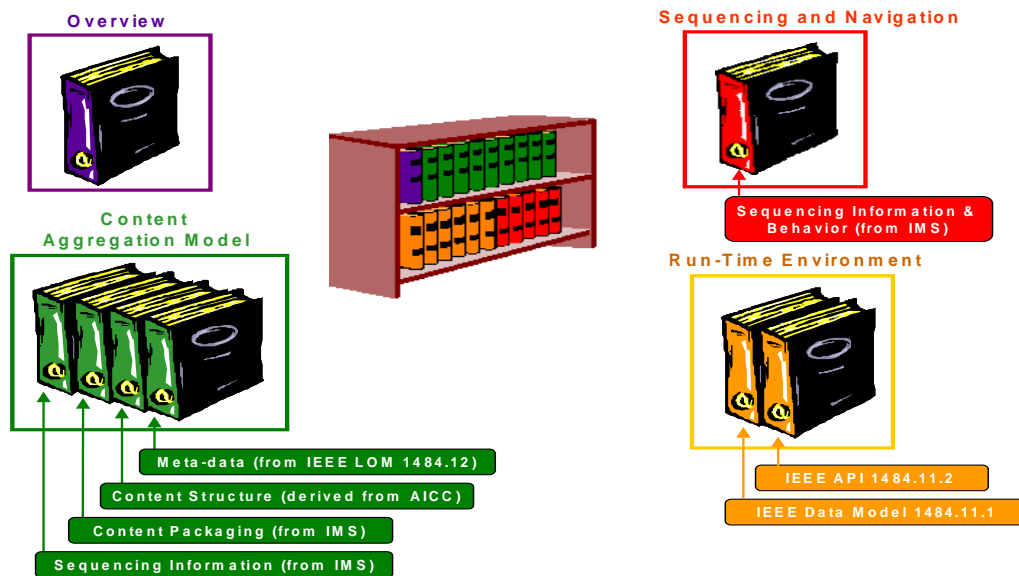 Overview
Sequencing and Navigation
Sequencing Information &
Behavior (from IMS)
Content
Aggregation Model
Run-Time Environment
Meta-data (from IEEE LOM 1484.12)
Content Structure (derived from AICC)
Content Packaging (from IMS)
Sequencing Information (from IMS)
IEEE API 1484.11.2
IEEE Data Model 1484.11.1